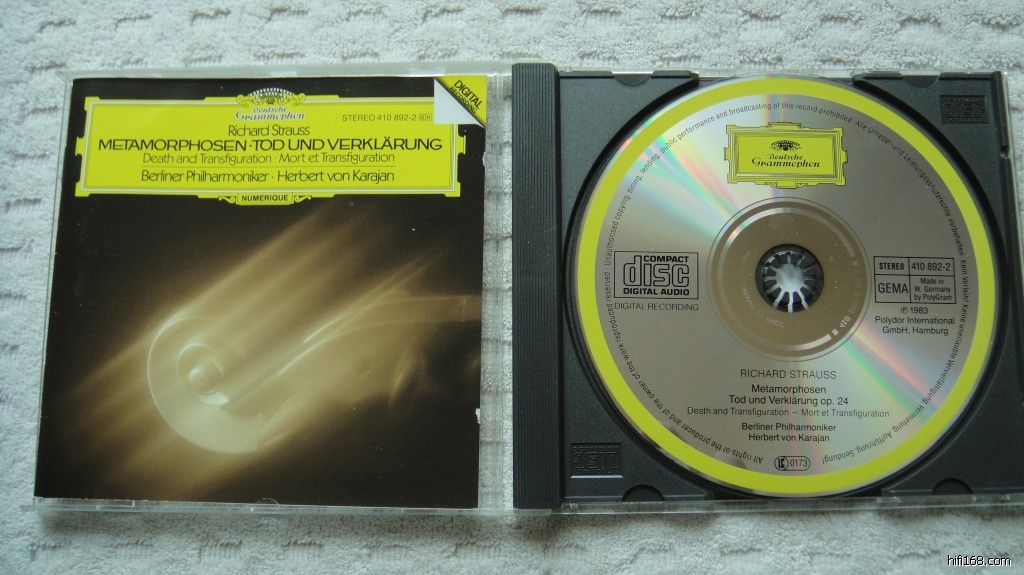 Deutsche
Grammophon
DIGITAL
STEREO 410 892-2 GH
Richard Strauss
METAMORPHOSEN · TOD UND VERKLÄRUNG
Death and Transfiguration · Mort et Transfiguration
Berliner Philharmoniker · Herbert von Karajan
NUMERIQUE
All rights of the producer and of the owner of the work reproduced reserved. Unauthorised copying, hiring, lending, public performance and broadcasting of this record prohibited.
Deutsche
Grammophon
COMPACT
disc
DIGITAL AUDIO
DIGITAL RECORDING
STEREO 410 892-2
GEMA Made in
W. Germany
by PolyGram
℗ 1983
Polydor International
GmbH. Hamburg
RICHARD STRAUSS
Metamorphosen
Tod und Verklärung op. 24
Death and Transfiguration – Mort et Transfiguration
Berliner Philharmoniker
Herbert von Karajan
LC 0173
hifi168.com